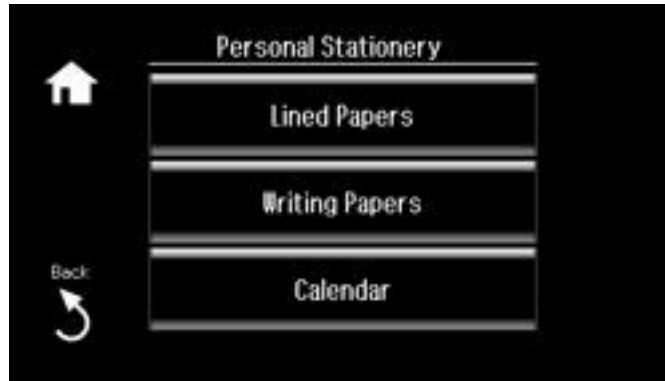 Personal Stationery
Lined Papers
Writing Papers
Back
Calendar